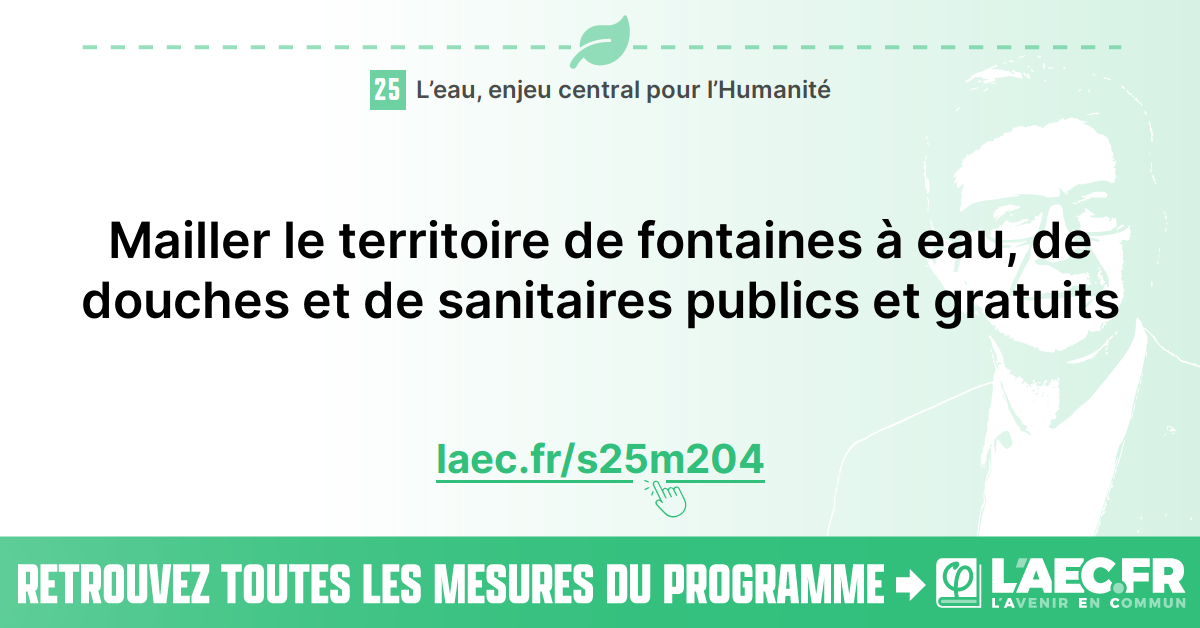 25 L’eau, enjeu central pour l’Humanité
Mailler le territoire de fontaines à eau, de
douches et de sanitaires publics et gratuits
laec.fr/s25m204
RETROUVEZ TOUTES LES MESURES DU PROGRAMME
L'AEC.FR
L'AVENIR EN COMMUN